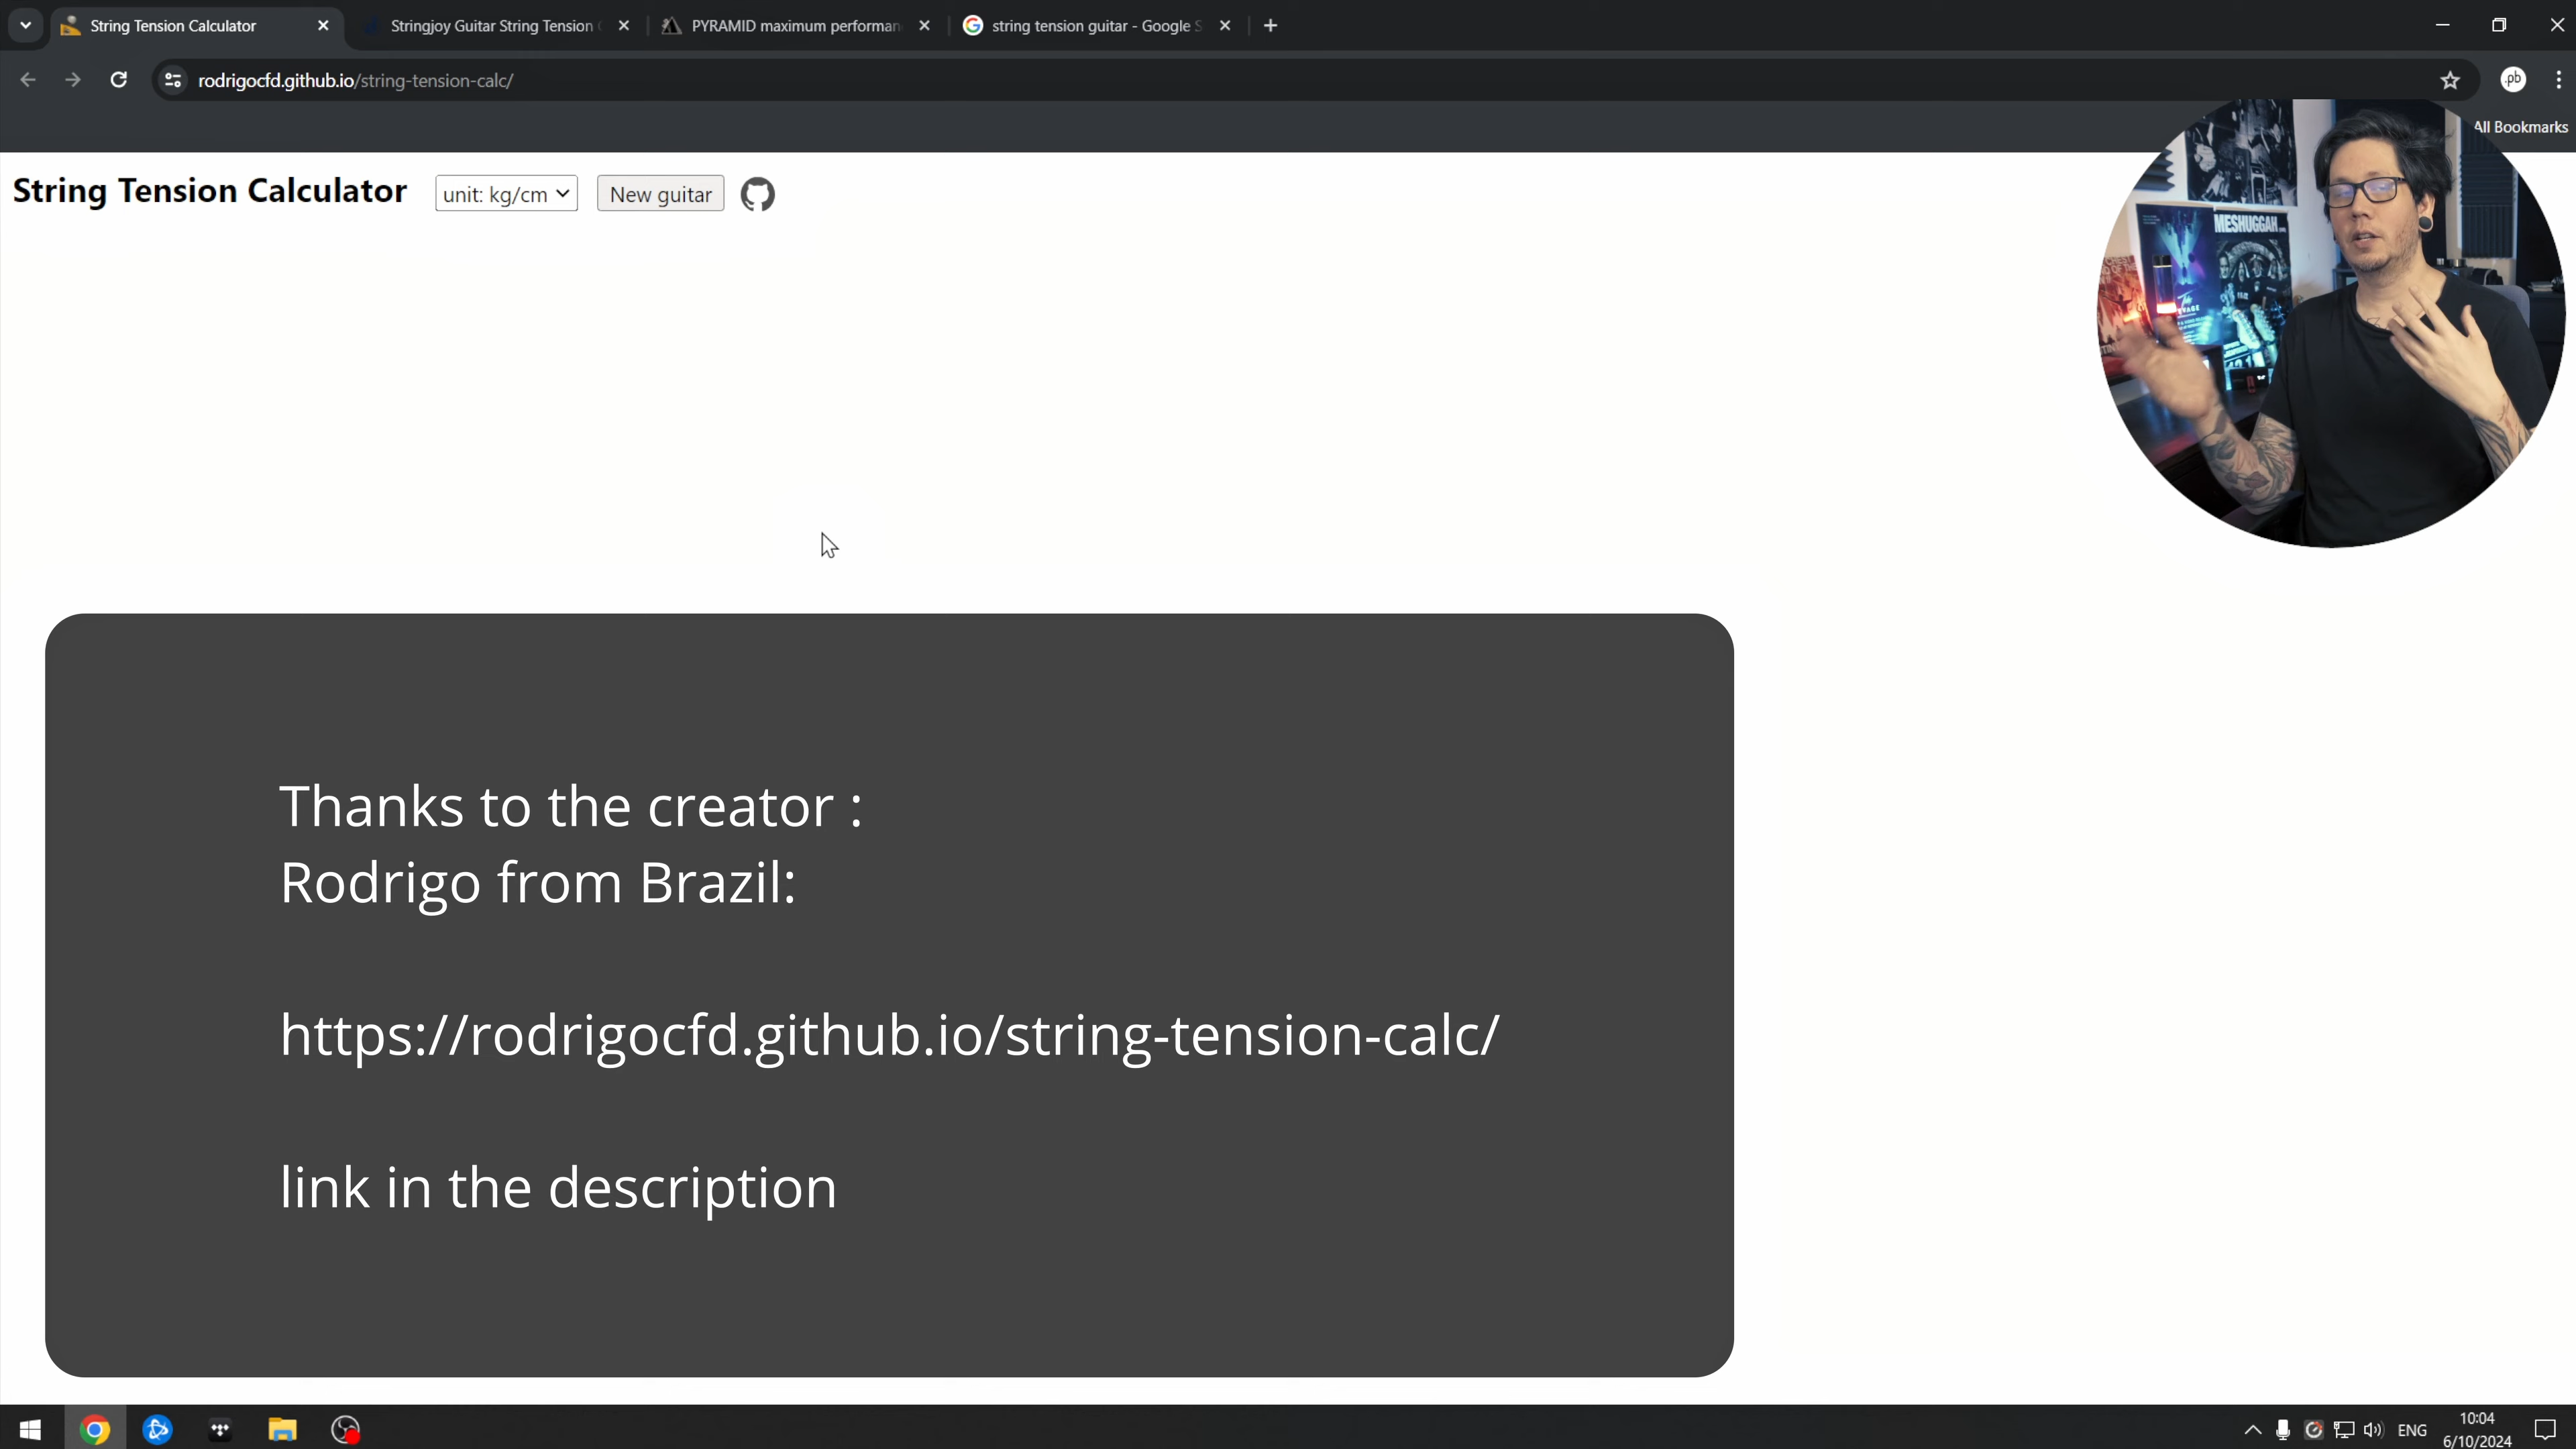 String Tension Calculator
Stringjoy Guitar String Tension
PYRAMID maximum performan
string tension guitar - Google S
rodrigocfd.github.io/string-tension-calc/
pb
All Bookmarks
String Tension Calculator
unit: kg/cm
New guitar
MESHUGGAH
Thanks to the creator :
Rodrigo from Brazil:
https://rodrigocfd.github.io/string-tension-calc/
link in the description
ENG
10:04
6/10/2024